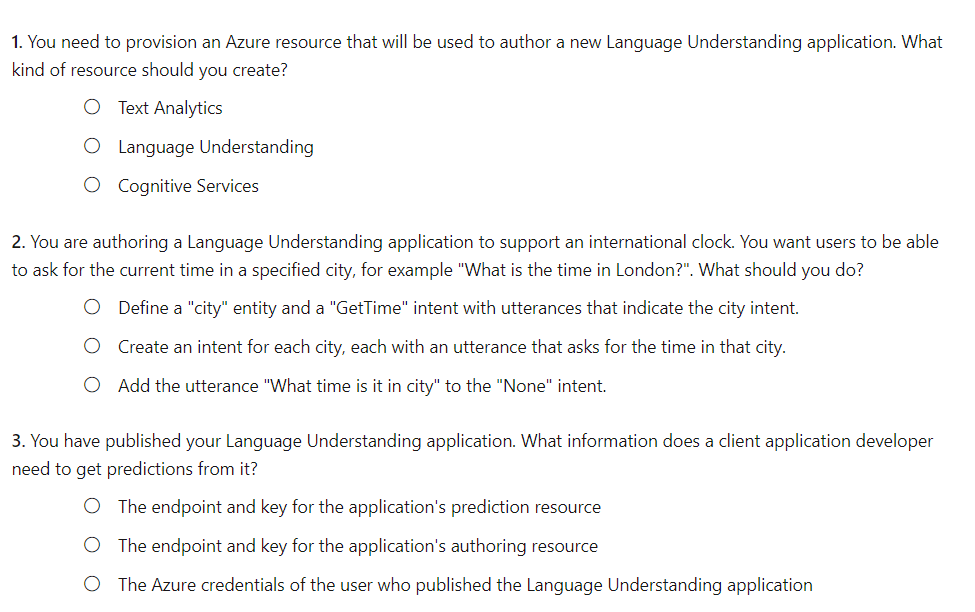 1. You need to provision an Azure resource that will be used to author a new Language Understanding application. What
kind of resource should you create?
Text Analytics
Language Understanding
Cognitive Services
2. You are authoring a Language Understanding application to support an international clock. You want users to be able
to ask for the current time in a specified city, for example "What is the time in London?". What should you do?
Define a "city" entity and a "GetTime" intent with utterances that indicate the city intent.
Create an intent for each city, each with an utterance that asks for the time in that city.
Add the utterance "What time is it in city" to the "None" intent.
3. You have published your Language Understanding application. What information does a client application developer
need to get predictions from it?
The endpoint and key for the application's prediction resource
The endpoint and key for the application's authoring resource
The Azure credentials of the user who published the Language Understanding application